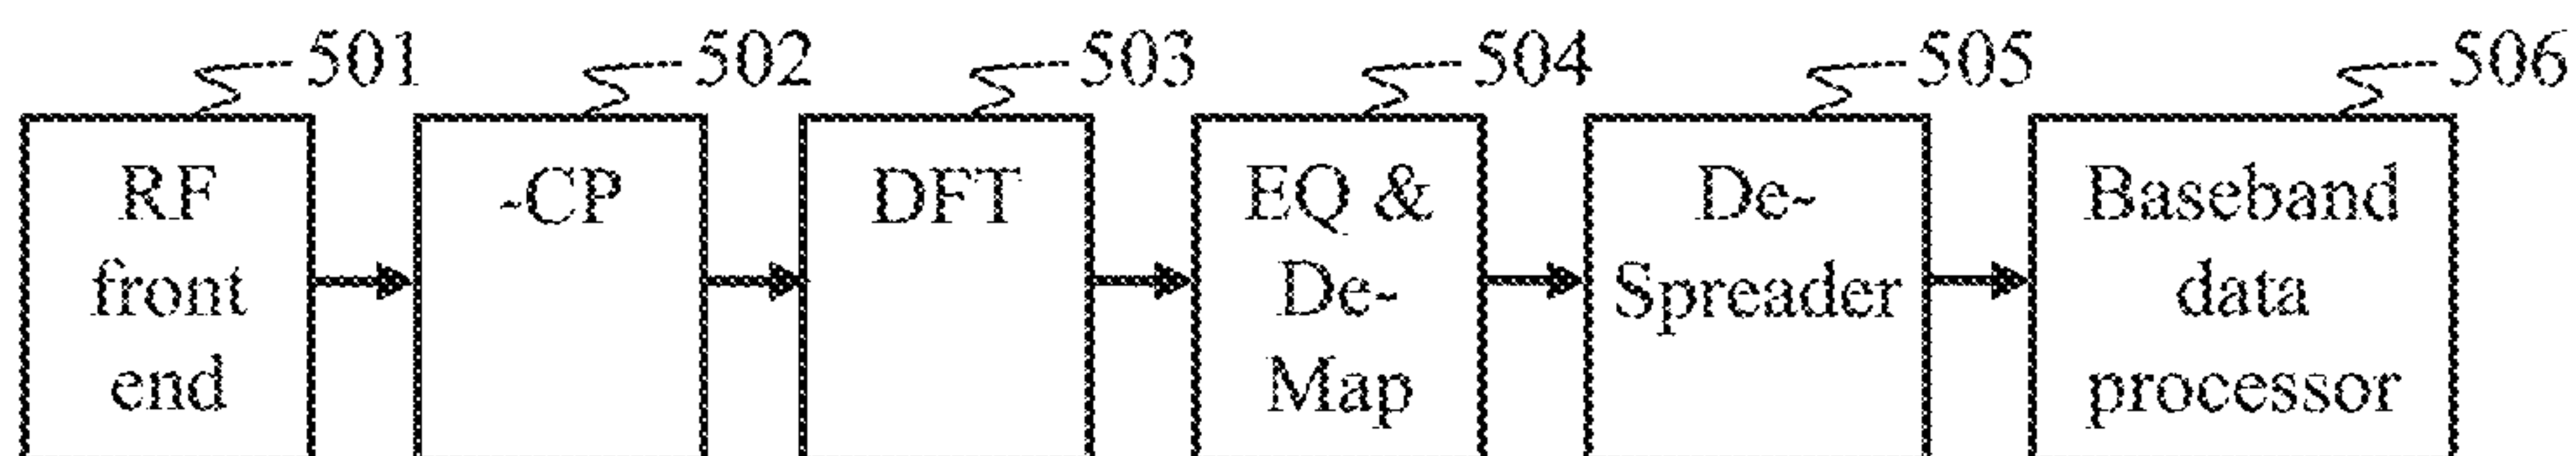 501 502 503 504 505 506
RF
front
end
-CP
DFT
EQ &
De-
Map
De-
Spreader
Baseband
data
processor